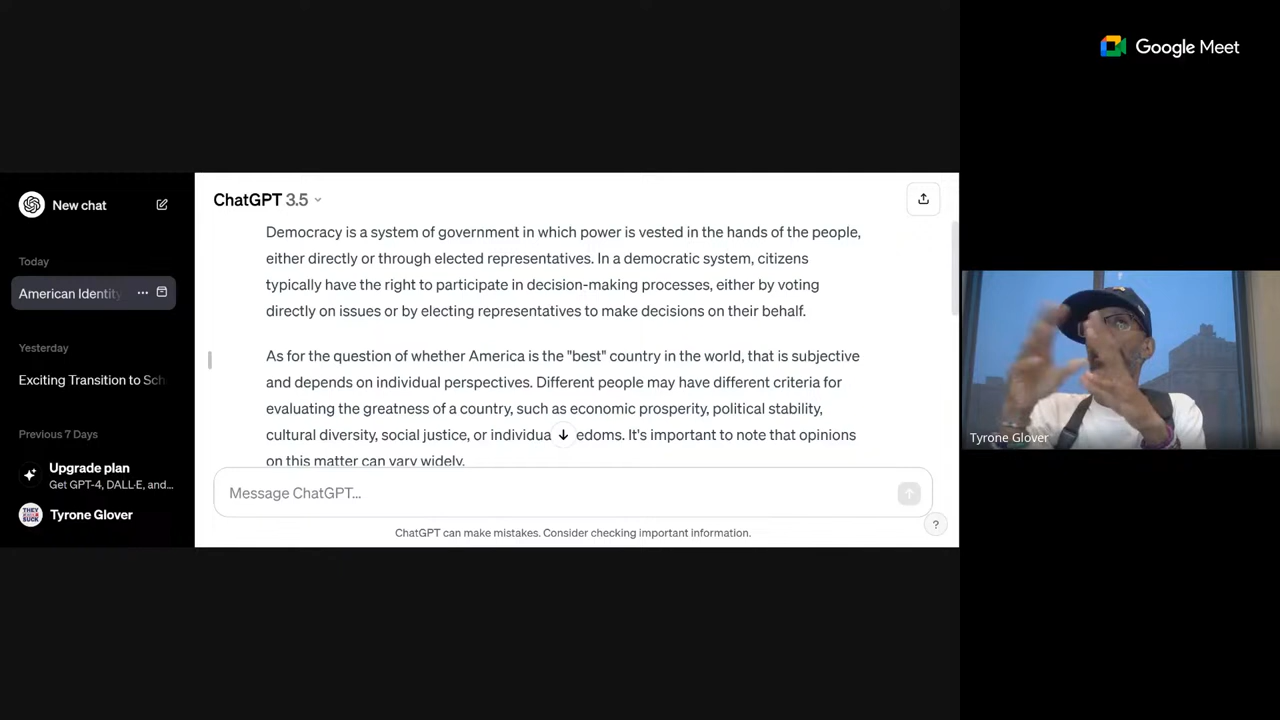 Google Meet
New chat
Today
American Identity
Yesterday
Exciting Transition to Sch
Previous 7 Days
Upgrade plan
Get GPT-4, DALL·E, and...
THEY
SUCK
Tyrone Glover
ChatGPT 3.5
Democracy is a system of government in which power is vested in the hands of the people,
either directly or through elected representatives. In a democratic system, citizens
typically have the right to participate in decision-making processes, either by voting
directly on issues or by electing representatives to make decisions on their behalf.
As for the question of whether America is the "best" country in the world, that is subjective
and depends on individual perspectives. Different people may have different criteria for
evaluating the greatness of a country, such as economic prosperity, political stability,
cultural diversity, social justice, or individua edoms. It's important to note that opinions
on this matter can vary widely.
Message ChatGPT...
ChatGPT can make mistakes. Consider checking important information.
?
Tyrone Glover